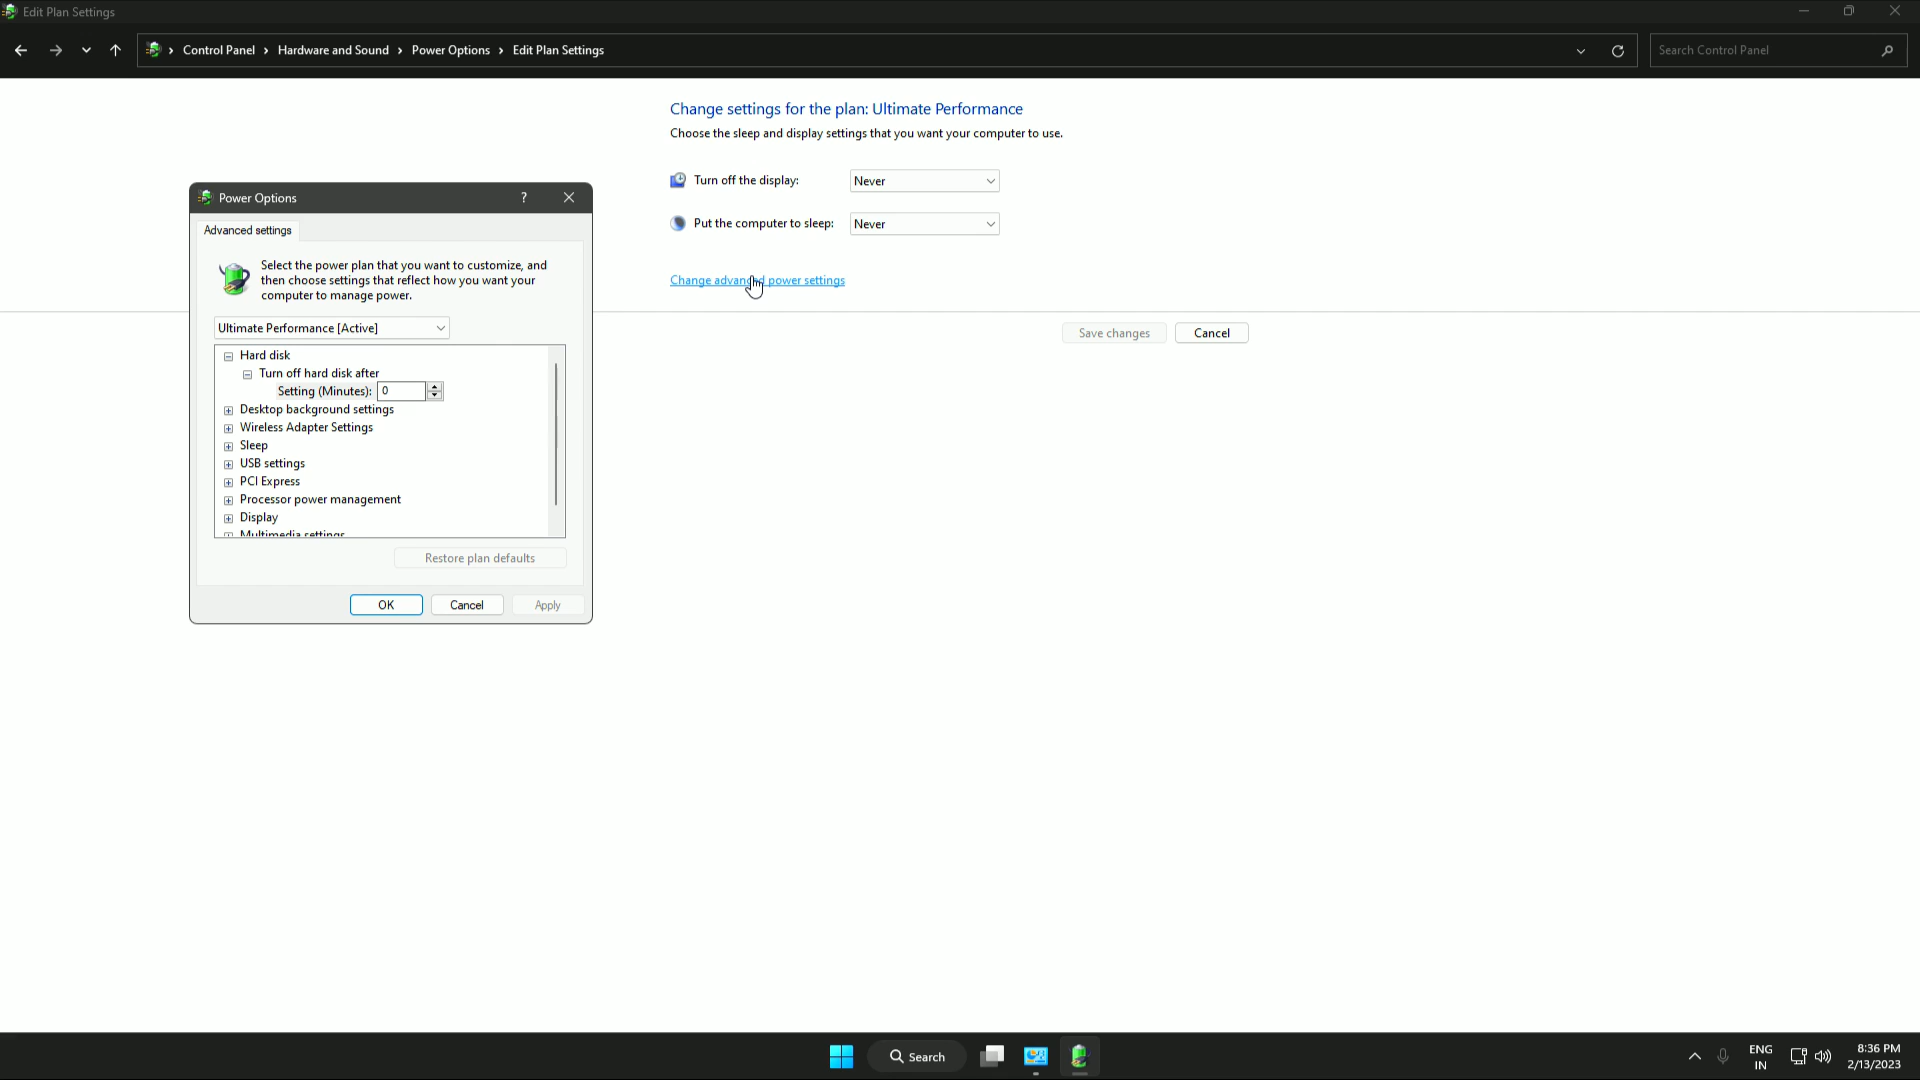 Edit Plan Settings
Control Panel > Hardware and Sound > Power Options > Edit Plan Settings
Search Control Panel
Change settings for the plan: Ultimate Performance
Choose the sleep and display settings that you want your computer to use.
Turn off the display: Never
Put the computer to sleep: Never
Change advanced power settings
Save changes
Cancel
Power Options
?
Advanced settings
Select the power plan that you want to customize, and
then choose settings that reflect how you want your
computer to manage power.
Ultimate Performance [Active]
Hard disk
Turn off hard disk after
Setting (Minutes): 0
Desktop background settings
Wireless Adapter Settings
Sleep
USB settings
PCI Express
Processor power management
Display
Multimedia settings
Restore plan defaults
OK
Cancel
Apply
Search
ENG
IN
8:36 PM
2/13/2023